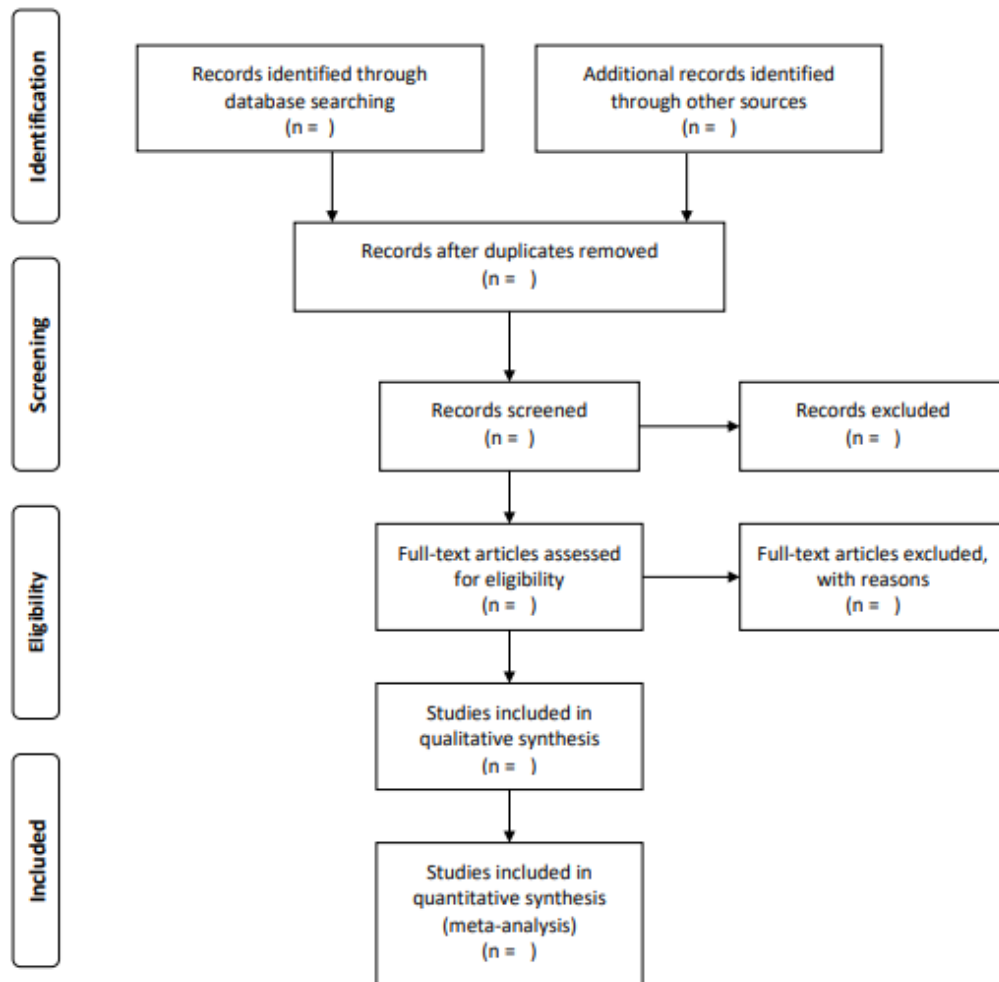 Identification
Records identified through
database searching
(n =  )
Additional records identified
through other sources
(n =  )
Records after duplicates removed
(n =  )
Screening
Records screened
(n =  )
Records excluded
(n =  )
Eligibility
Full-text articles assessed
for eligibility
(n =  )
Full-text articles excluded,
with reasons
(n =  )
Studies included in
qualitative synthesis
(n =  )
Included
Studies included in
quantitative synthesis
(meta-analysis)
(n =  )